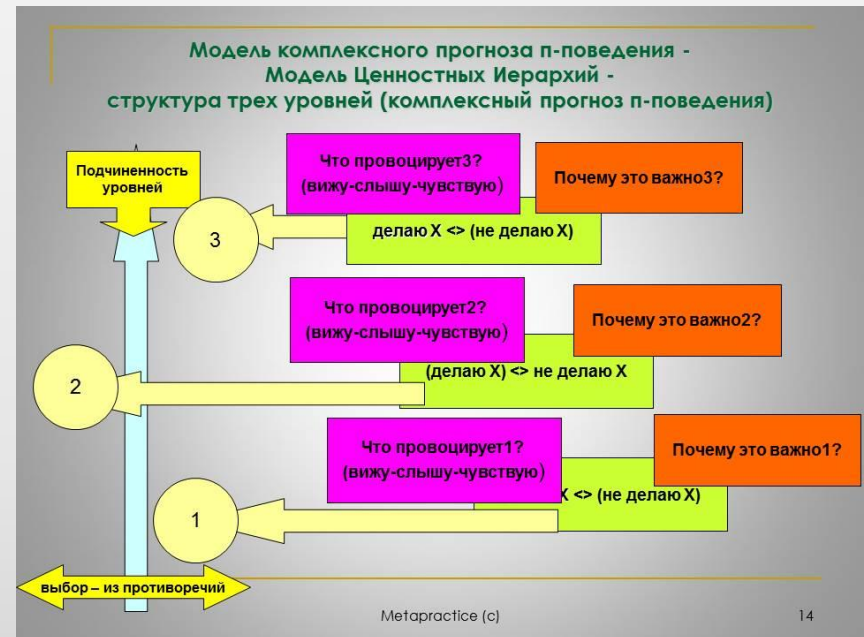 Модель комплексного прогноза п-поведения -
Модель Ценностных Иерархий -
структура трех уровней (комплексный прогноз п-поведения)
Подчиненность
уровней
Что провоцирует3?
(вижу-слышу-чувствую)
Почему это важно3?
делаю Х <> (не делаю Х)
3
Что провоцирует2?
(вижу-слышу-чувствую)
Почему это важно2?
(делаю Х) <> не делаю Х
2
Что провоцирует1?
(вижу-слышу-чувствую)
Почему это важно1?
Х <> (не делаю Х)
1
выбор – из противоречий
Metapractice (c)
14